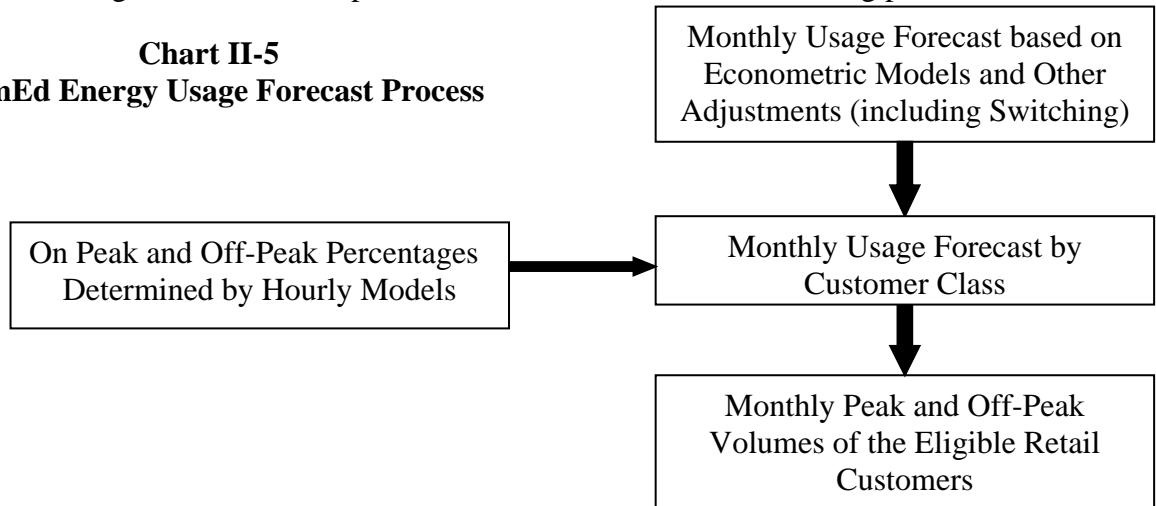 Chart II-5
mEd Energy Usage Forecast Process
Monthly Usage Forecast based on
Econometric Models and Other
Adjustments (including Switching)
On Peak and Off-Peak Percentages
Determined by Hourly Models
Monthly Usage Forecast by
Customer Class
Monthly Peak and Off-Peak
Volumes of the Eligible Retail
Customers